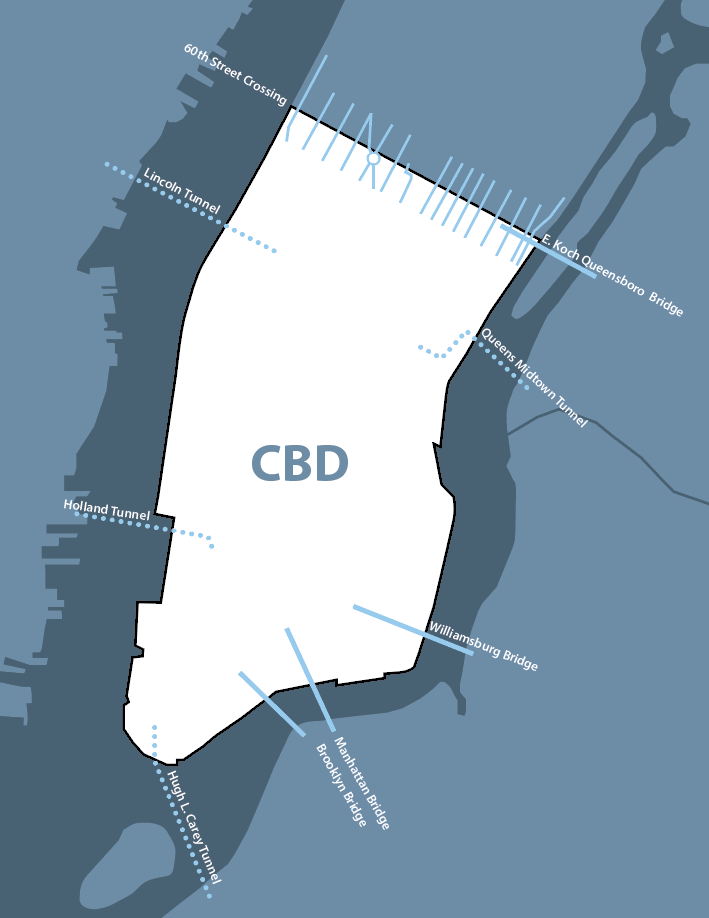 60th Street Crossing
Lincoln Tunnel
E. Koch Queensboro Bridge
Queens Midtown Tunnel
CBD
Holland Tunnel
Williamsburg Bridge
Manhattan Bridge
Brooklyn Bridge
Hugh L. Carey Tunnel